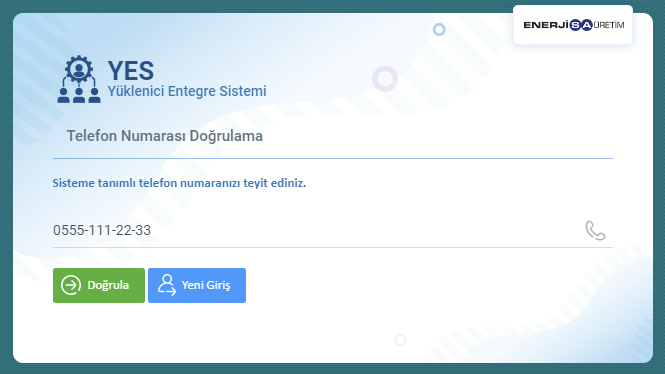 ENERJİSA ÜRETİM
YES
Yüklenici Entegre Sistemi
Telefon Numarası Doğrulama
Sisteme tanımlı telefon numaranızı teyit ediniz.
0555-111-22-33
Doğrula
Yeni Giriş